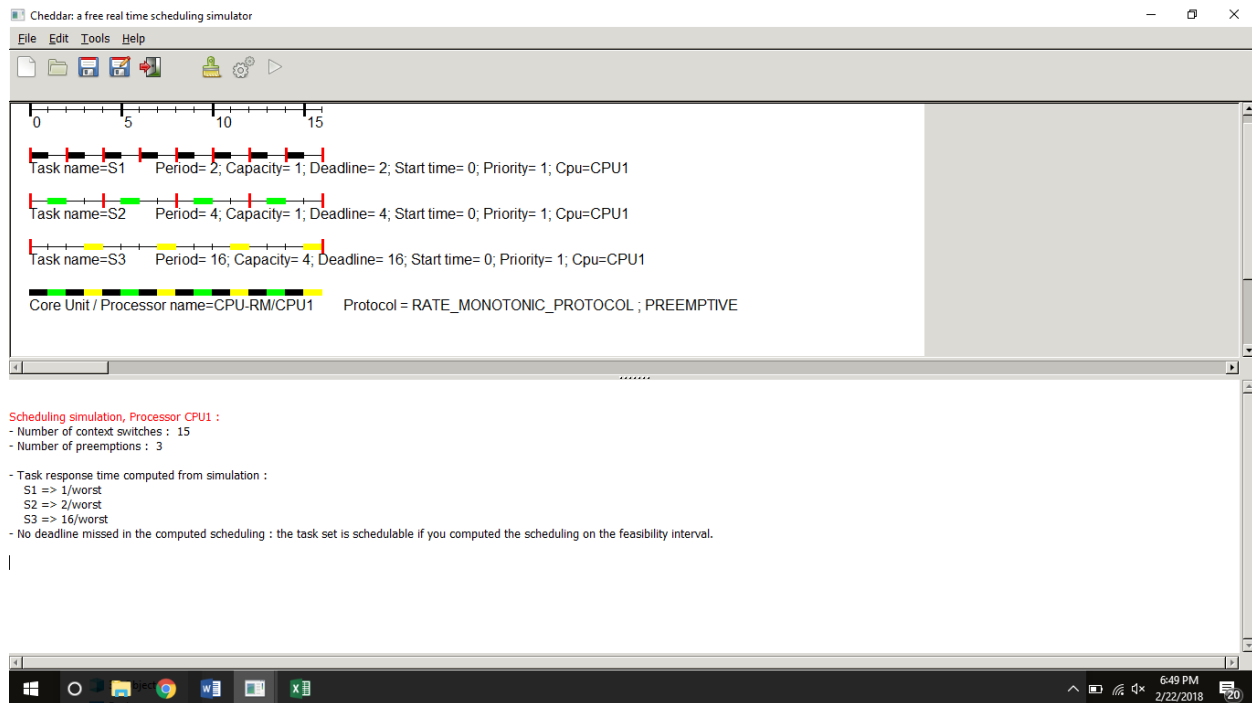 Cheddar: a free real time scheduling simulator
File Edit Tools Help
0 5 10 15
Task name=S1 Period= 2; Capacity= 1; Deadline= 2; Start time= 0; Priority= 1; Cpu=CPU1
Task name=S2 Period= 4; Capacity= 1; Deadline= 4; Start time= 0; Priority= 1; Cpu=CPU1
Task name=S3 Period= 16; Capacity= 4; Deadline= 16; Start time= 0; Priority= 1; Cpu=CPU1
Core Unit / Processor name=CPU-RM/CPU1 Protocol = RATE_MONOTONIC_PROTOCOL ; PREEMPTIVE
Scheduling simulation, Processor CPU1 :
- Number of context switches : 15
- Number of preemptions : 3
- Task response time computed from simulation :
S1 => 1/worst
S2 => 2/worst
S3 => 16/worst
- No deadline missed in the computed scheduling : the task set is schedulable if you computed the scheduling on the feasibility interval.
6:49 PM
2/22/2018
20